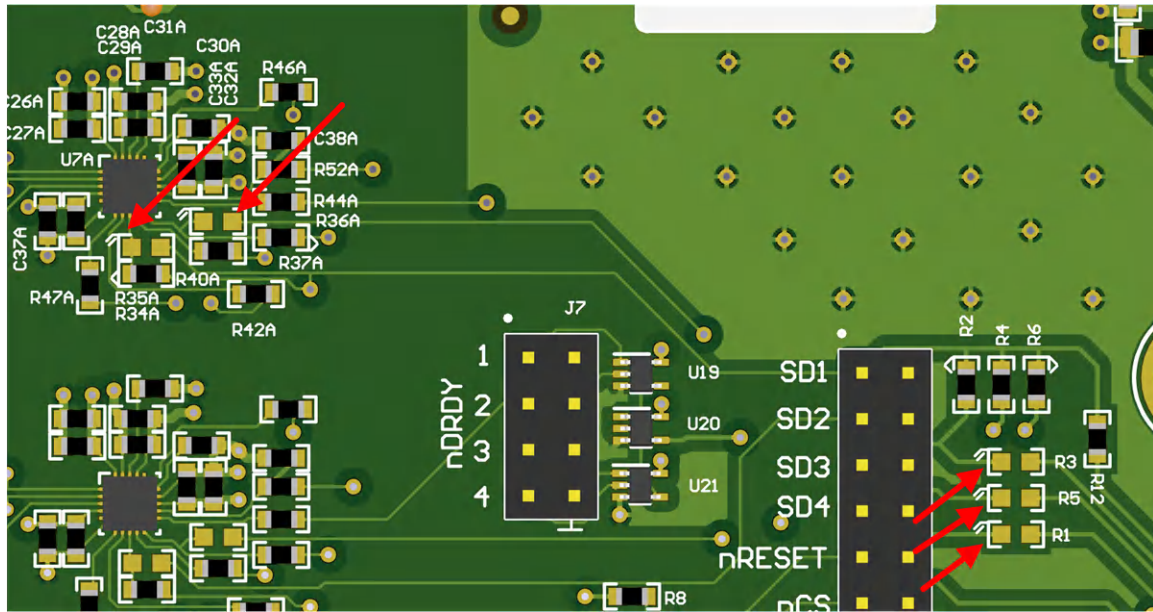 C31A
C28A
C29A
C30A
C33A
C32A
R46A
C26A
C27A
C38A
U7A
R52A
R44A
R36A
C37A
R37A
R40A
R47A
R35A
R34A
R42A
J7
nDRDY
1
2
3
4
U19
U20
U21
SD1
SD2
SD3
SD4
nRESET
nCS
R2
R4
R6
R3
R5
R1
R12
R8